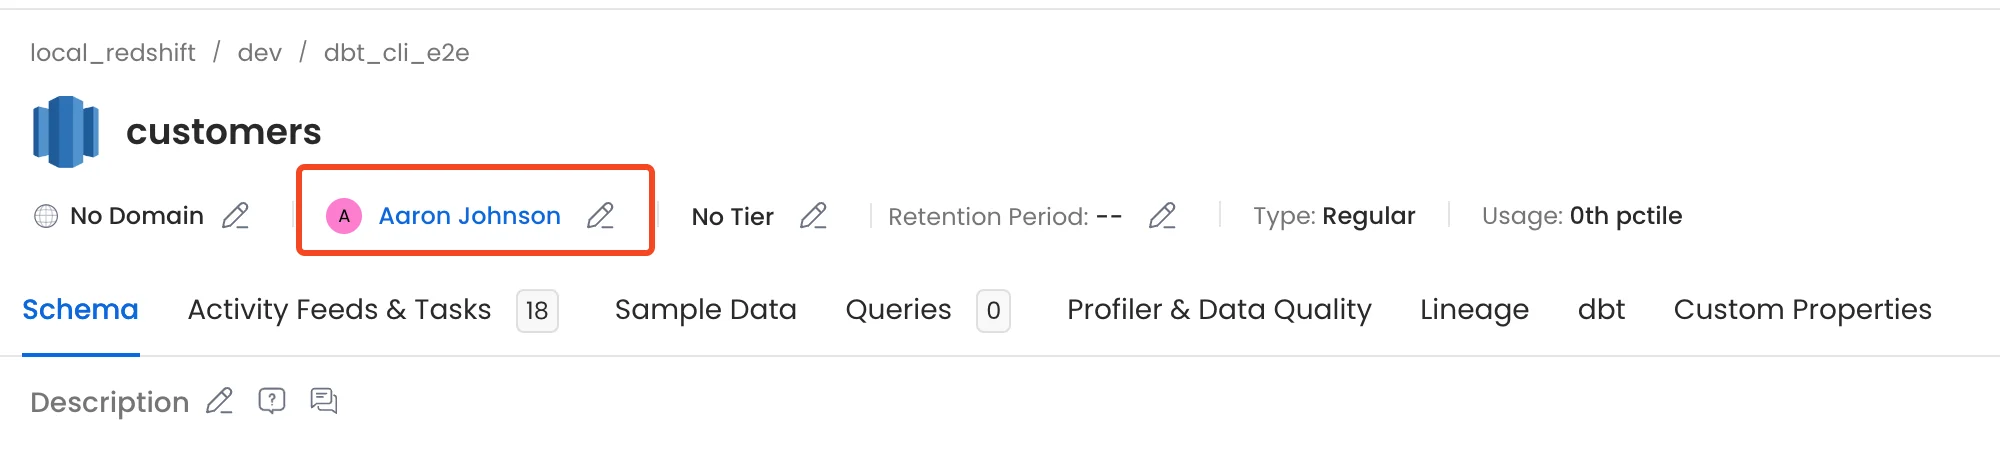 local_redshift / dev / dbt_cli_e2e
customers
No Domain A Aaron Johnson No Tier Retention Period: -- Type: Regular Usage: 0th pctile
Schema Activity Feeds & Tasks 18 Sample Data Queries 0 Profiler & Data Quality Lineage dbt Custom Properties
Description